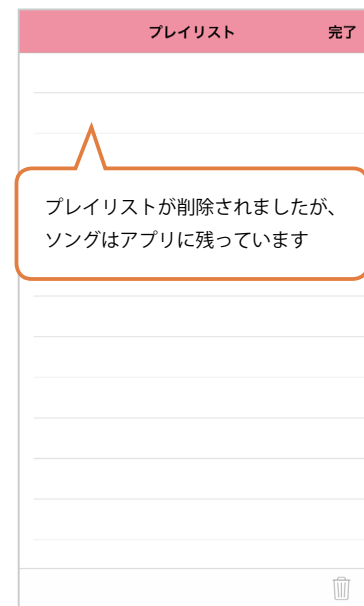 プレイリスト 完了
プレイリストが削除されましたが、
ソングはアプリに残っています